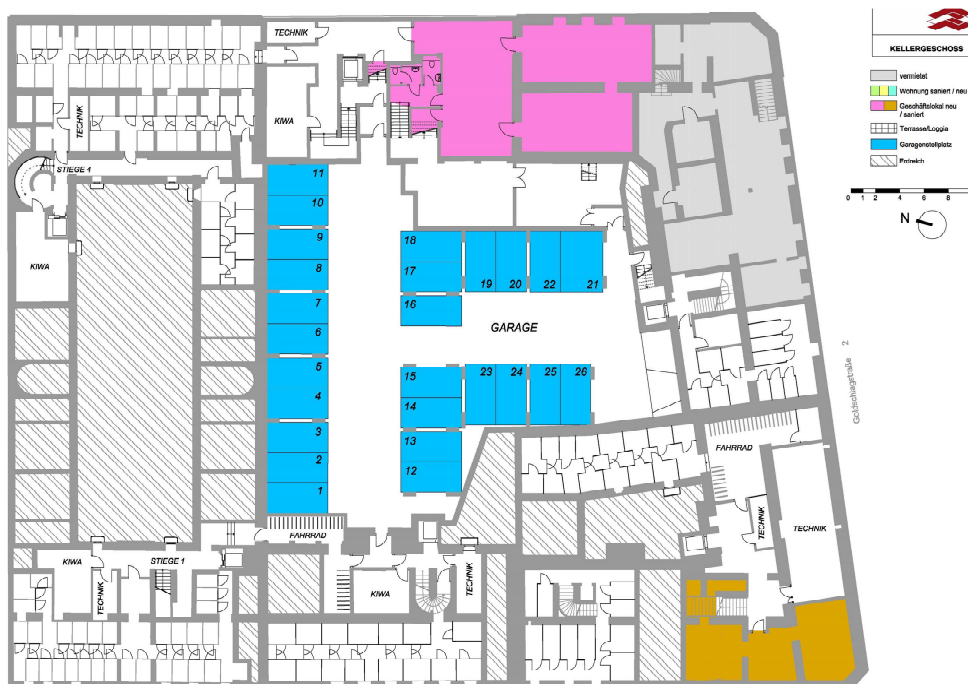 KELLERGESCHOSS
vermietet
Wohnung saniert / neu
Geschäftslokal neu
/ saniert
Terrasse/Loggia
Garagenstellplatz
Erdreich
0 1 2 4 6 8
N
TECHNIK
TECHNIK
KIWA
STIEGE 4
KIWA
11
10
9
8
7
6
5
4
3
2
1
18
17
16
19
20
22
21
GARAGE
15
14
13
12
23
24
25
26
Goldschlagstraße 2
FAHRRAD
FAHRRAD
TECHNIK
TECHNIK
KIWA
STIEGE 1
TECHNIK
KIWA
TECHNIK